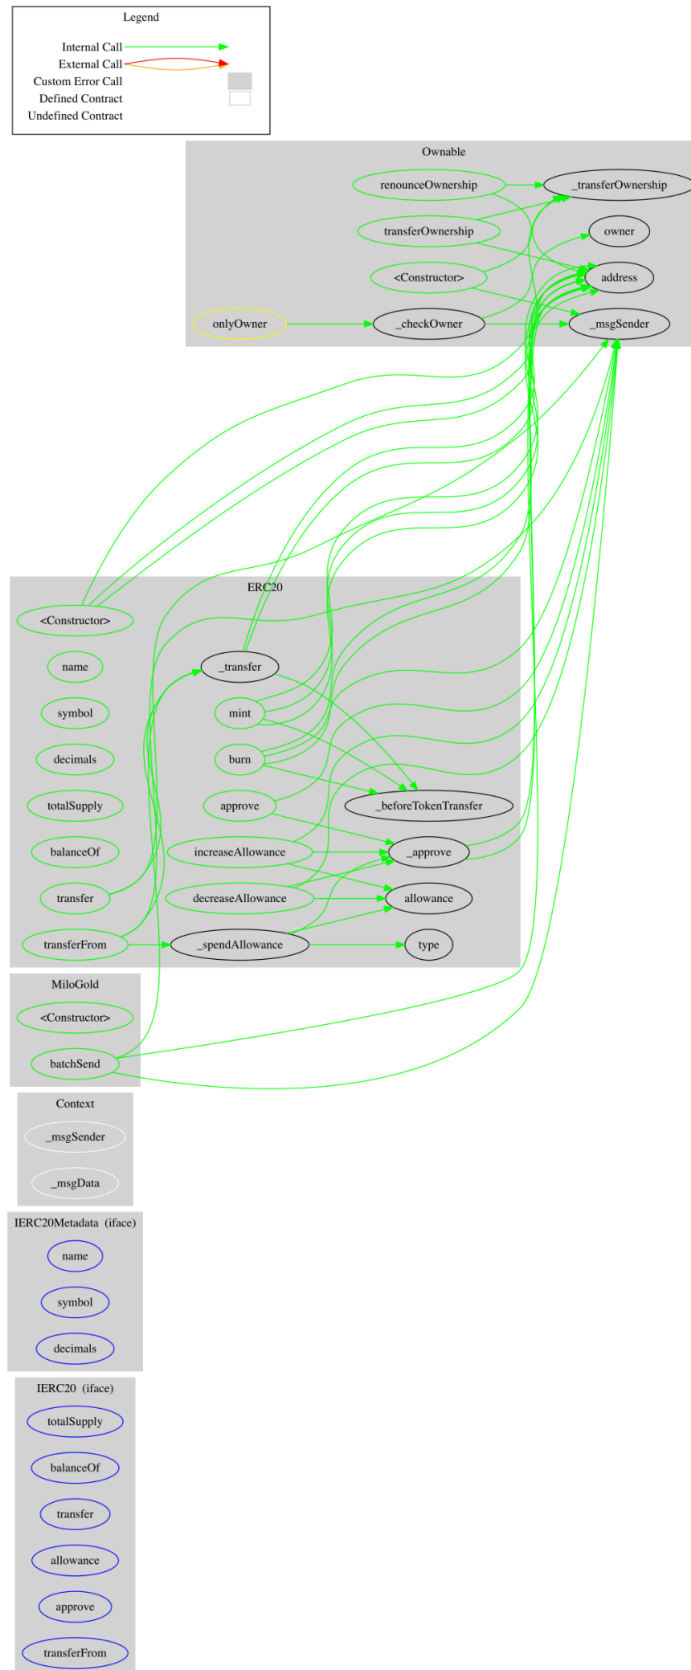 Legend
Internal Call
External Call
Custom Error Call
Defined Contract
Undefined Contract
Ownable
renounceOwnership
_transferOwnership
transferOwnership
owner
<Constructor>
address
onlyOwner
_checkOwner
_msgSender
ERC20
<Constructor>
name
_transfer
symbol
mint
decimals
burn
totalSupply
approve
_beforeTokenTransfer
balanceOf
increaseAllowance
_approve
transfer
decreaseAllowance
allowance
transferFrom
_spendAllowance
type
MiloGold
<Constructor>
batchSend
Context
_msgSender
_msgData
IERC20Metadata (iface)
name
symbol
decimals
IERC20 (iface)
totalSupply
balanceOf
transfer
allowance
approve
transferFrom